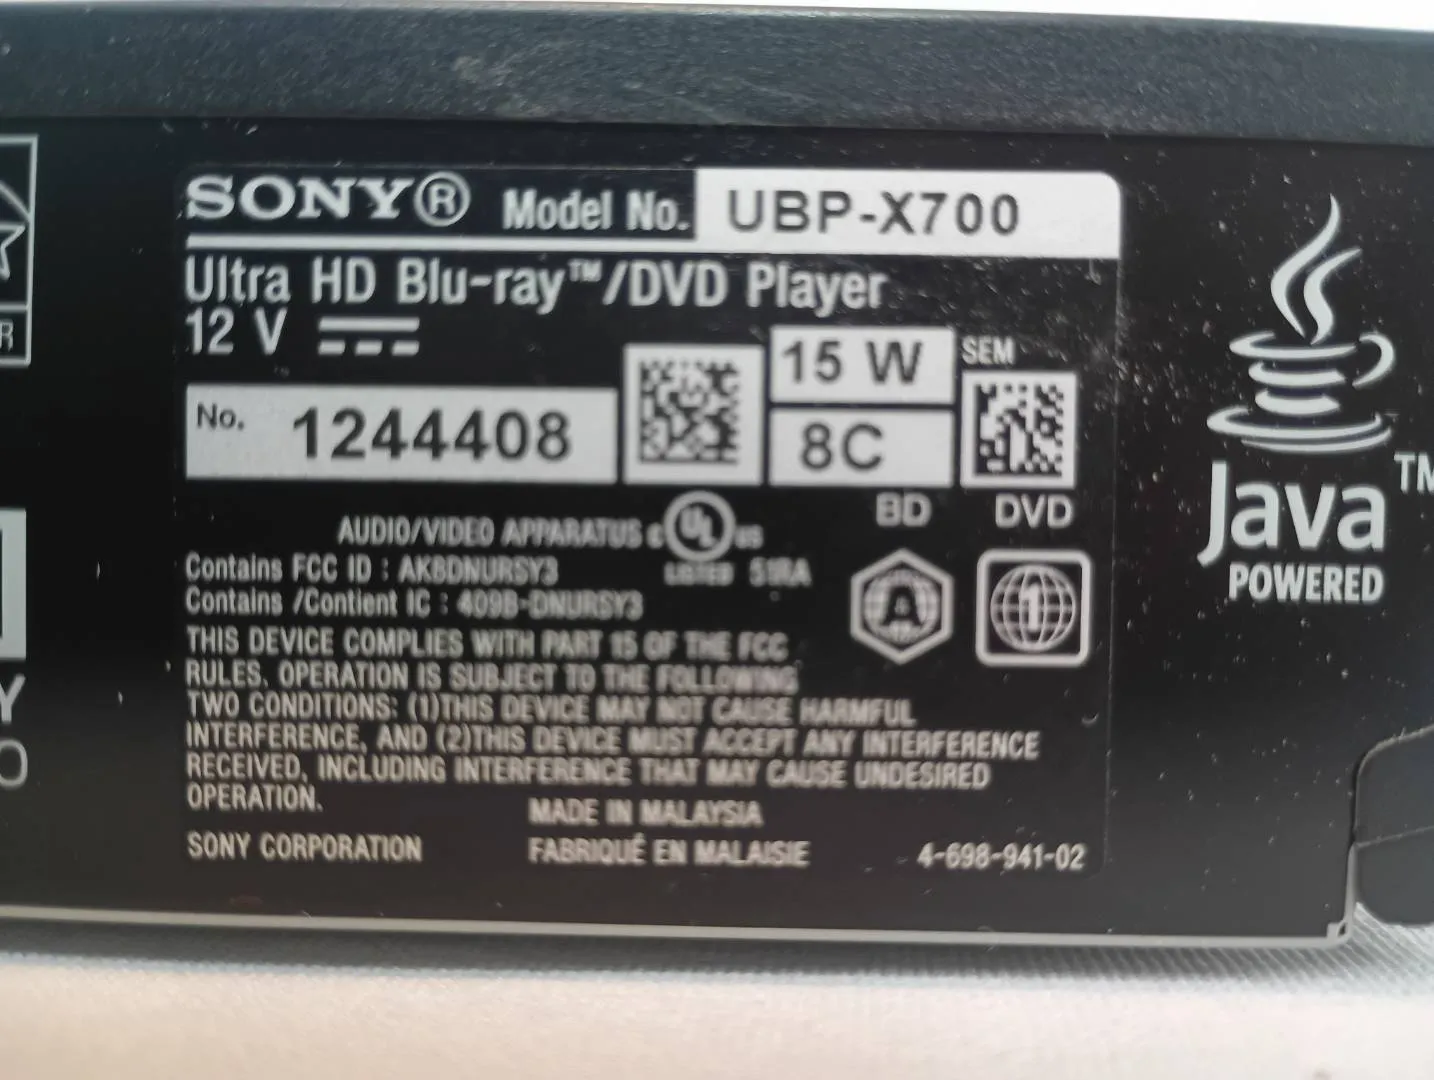 SONY® Model No. UBP-X700
Ultra HD Blu-ray™/DVD Player
12 V
15 W
SEM
No. 1244408
8C
BD DVD
AUDIO/VIDEO APPARATUS c UL us
LISTED 51RA
Contains FCC ID : AK8DNURSY3
Contains /Contient IC : 409B-DNURSY3
A
1
THIS DEVICE COMPLIES WITH PART 15 OF THE FCC
RULES. OPERATION IS SUBJECT TO THE FOLLOWING
TWO CONDITIONS: (1)THIS DEVICE MAY NOT CAUSE HARMFUL
INTERFERENCE, AND (2)THIS DEVICE MUST ACCEPT ANY INTERFERENCE
RECEIVED, INCLUDING INTERFERENCE THAT MAY CAUSE UNDESIRED
OPERATION.
MADE IN MALAYSIA
SONY CORPORATION FABRIQUÉ EN MALAISIE 4-698-941-02
Java™
POWERED
R
Y
O